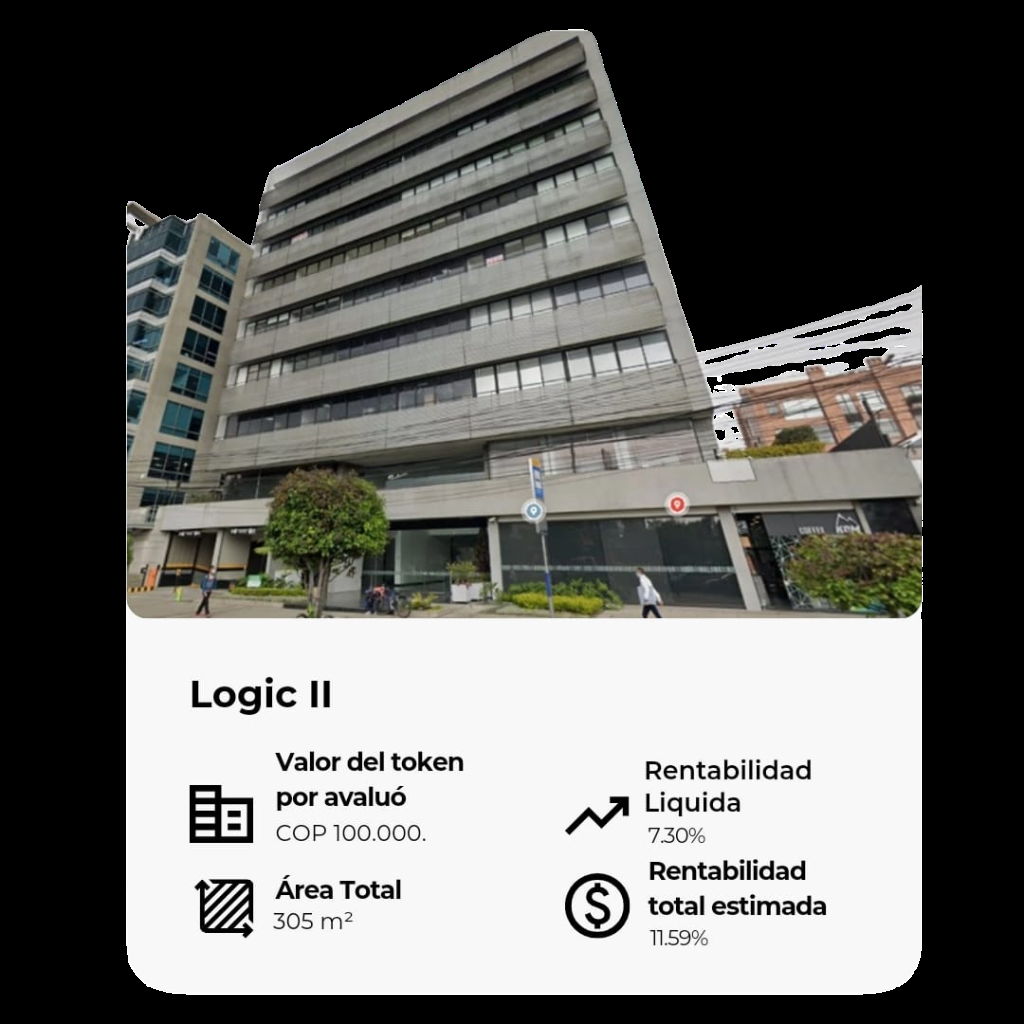 COFFEE
Logic II
Valor del token
por avaluó
COP 100.000.
Rentabilidad
Liquida
7.30%
Área Total
305 m²
Rentabilidad
total estimada
11.59%